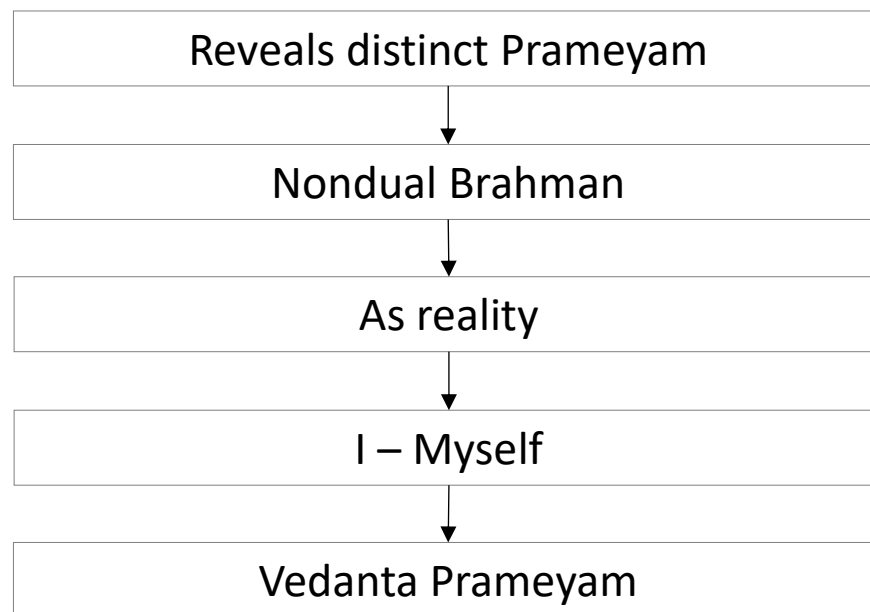 Reveals distinct Prameyam
Nondual Brahman
As reality
I – Myself
Vedanta Prameyam